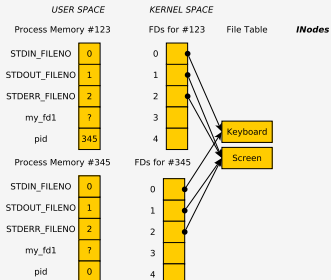 USER SPACE KERNEL SPACE
Process Memory #123 FDs for #123 File Table INodes
STDIN_FILENO 0 0
STDOUT_FILENO 1 1
STDERR_FILENO 2 2
my_fd1 ? 3
pid 345 4
Keyboard
Screen
Process Memory #345 FDs for #345
STDIN_FILENO 0 0
STDOUT_FILENO 1 1
STDERR_FILENO 2 2
my_fd1 ? 3
pid 0 4